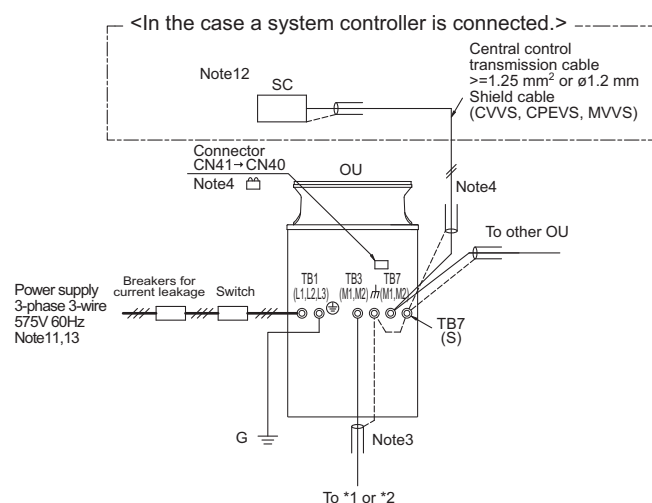 <In the case a system controller is connected.>
Note12
SC
Central control
transmission cable
>=1.25 mm² or ø1.2 mm
Shield cable
(CVVS, CPEVS, MVVS)
Connector
CN41→CN40
Note4
OU
Note4
To other OU
TB1
(L1,L2,L3)
TB3
(M1,M2)
TB7
(M1,M2)
Power supply
3-phase 3-wire
575V 60Hz
Note11,13
Breakers for
current leakage
Switch
TB7
(S)
G
Note3
To *1 or *2